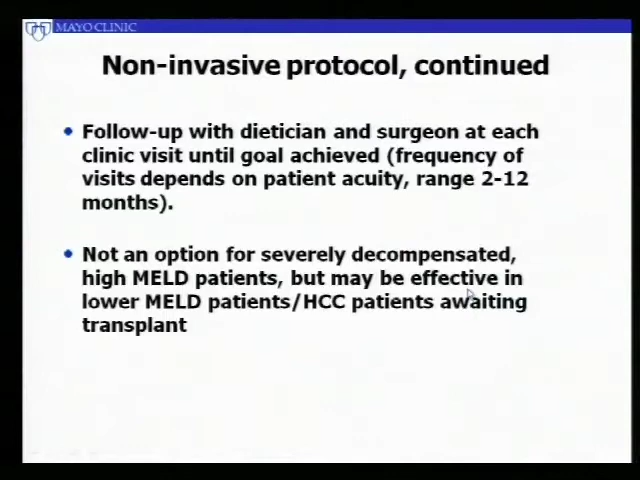 MAYO CLINIC
Non-invasive protocol, continued
Follow-up with dietician and surgeon at each
clinic visit until goal achieved (frequency of
visits depends on patient acuity, range 2-12
months).
Not an option for severely decompensated,
high MELD patients, but may be effective in
lower MELD patients/HCC patients awaiting
transplant